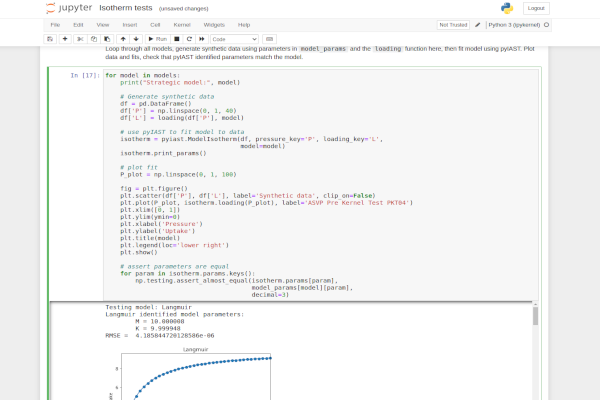 jupyter Isotherm tests (unsaved changes)
Logout
File Edit View Insert Cell Kernel Widgets Help
Not Trusted
Python 3 (ipykernel)
Run
Code
Loop through all models, generate synthetic data using parameters in model_params and the loading function here, then fit model using pyIAST. Plot
data and fits, check that pyIAST identified parameters match the model.
In [17]:
for model in models:
print("Strategic model:", model)
# Generate synthetic data
df = pd.DataFrame()
df['P'] = np.linspace(0, 1, 40)
df['L'] = loading(df['P'], model)
# use pyIAST to fit model to data
isotherm = pyiast.ModelIsotherm(df, pressure_key='P', loading_key='L',
model=model)
isotherm.print_params()
# plot fit
P_plot = np.linspace(0, 1, 100)
fig = plt.figure()
plt.scatter(df['P'], df['L'], label='Synthetic data', clip_on=False)
plt.plot(P_plot, isotherm.loading(P_plot), label='ASVP Pre Kernel Test PKT04')
plt.xlim([0, 1])
plt.ylim(ymin=0)
plt.xlabel('Pressure')
plt.ylabel('Uptake')
plt.title(model)
plt.legend(loc='lower right')
plt.show()
# assert parameters are equal
for param in isotherm.params.keys():
np.testing.assert_almost_equal(isotherm.params[param],
model_params[model][param],
decimal=3)
Testing model: Langmuir
Langmuir identified model parameters:
M = 10.000008
K = 9.999948
RMSE = 4.185844720128586e-06
Langmuir
8
6